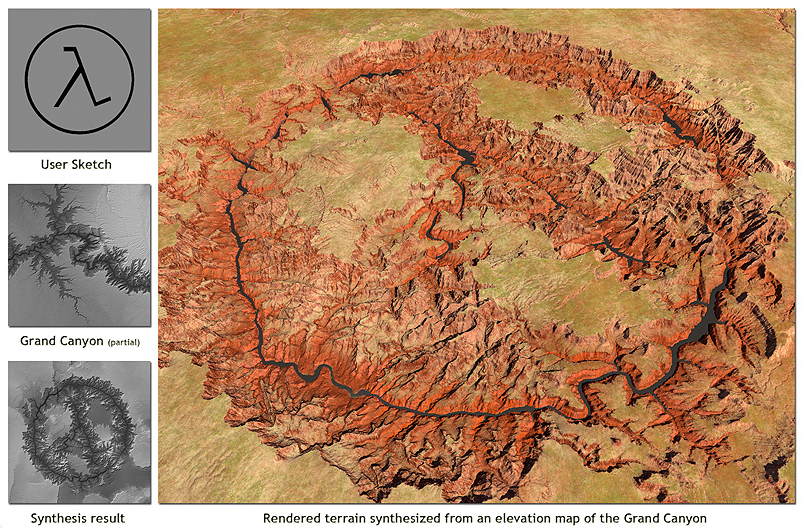 User Sketch
Grand Canyon (partial)
Synthesis result
Rendered terrain synthesized from an elevation map of the Grand Canyon